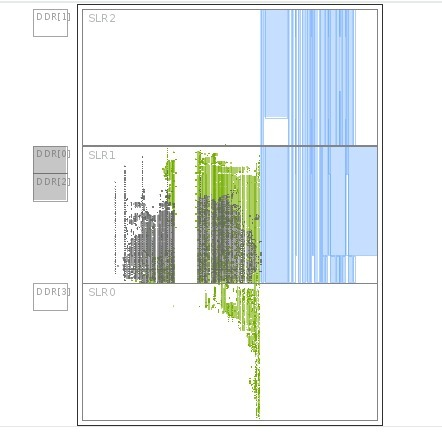 DDR[1]
SLR2
DDR[0]
SLR1
DDR[2]
DDR[3]
SLR0